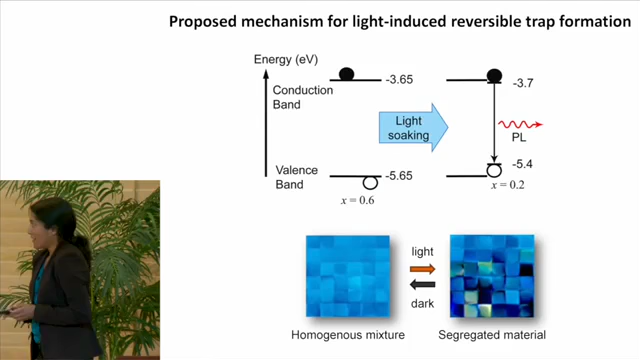 Proposed mechanism for light-induced reversible trap formation
Energy (eV)
-3.65
-3.7
Conduction
Band
Light
soaking
PL
-5.4
Valence
Band
-5.65
x = 0.6
x = 0.2
light
dark
Homogenous mixture
Segregated material